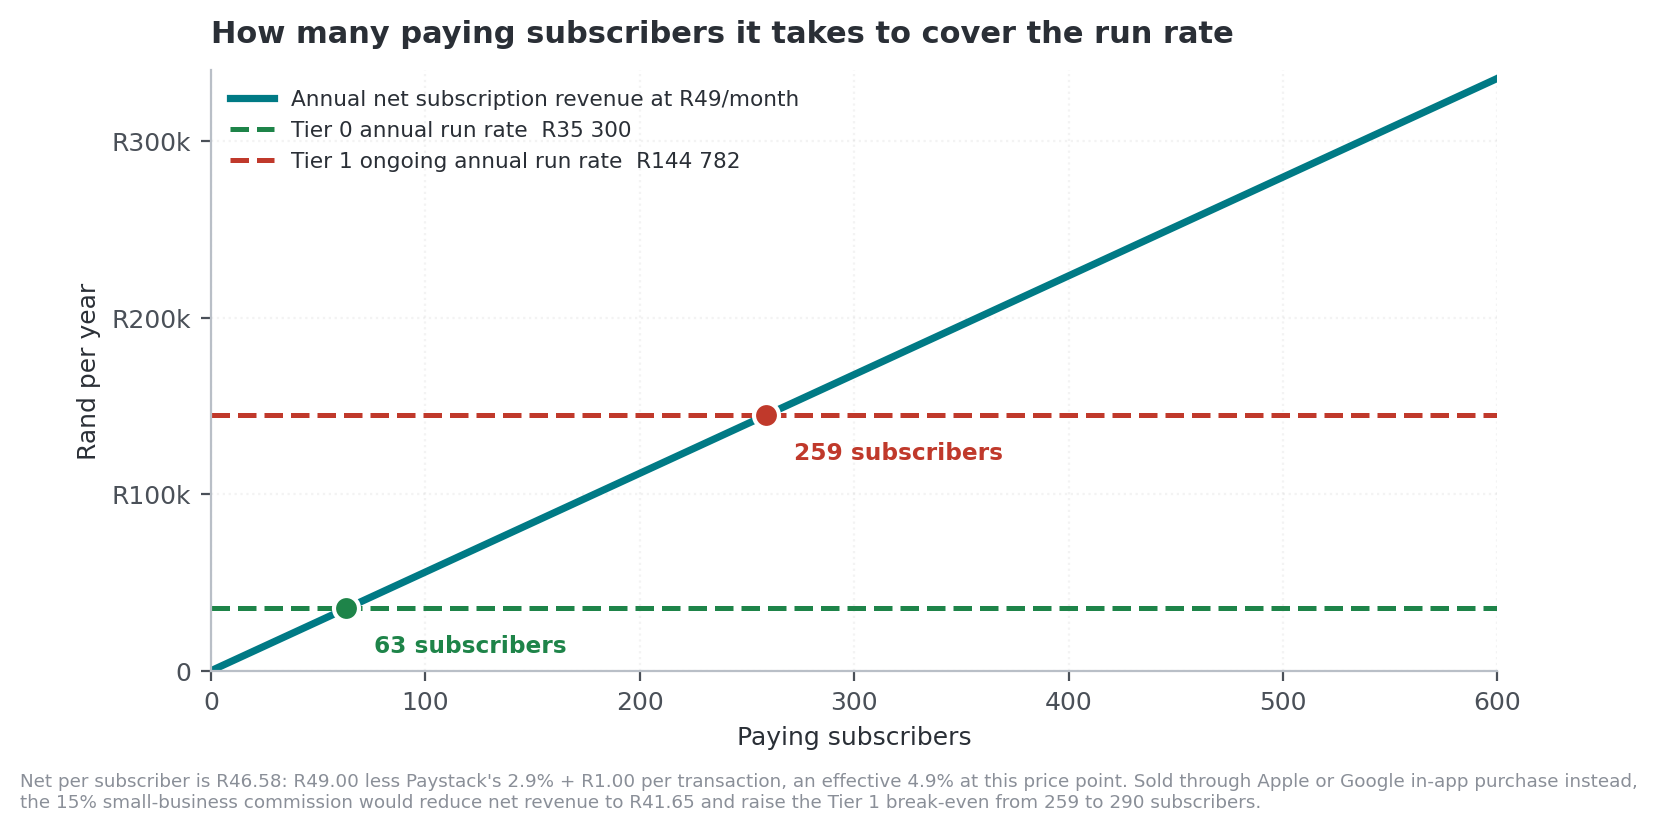 How many paying subscribers it takes to cover the run rate
Annual net subscription revenue at R49/month
Tier 0 annual run rate  R35 300
Tier 1 ongoing annual run rate  R144 782
R300k
R200k
R100k
0
Rand per year
259 subscribers
63 subscribers
0 100 200 300 400 500 600
Paying subscribers
Net per subscriber is R46.58: R49.00 less Paystack's 2.9% + R1.00 per transaction, an effective 4.9% at this price point. Sold through Apple or Google in-app purchase instead,
the 15% small-business commission would reduce net revenue to R41.65 and raise the Tier 1 break-even from 259 to 290 subscribers.